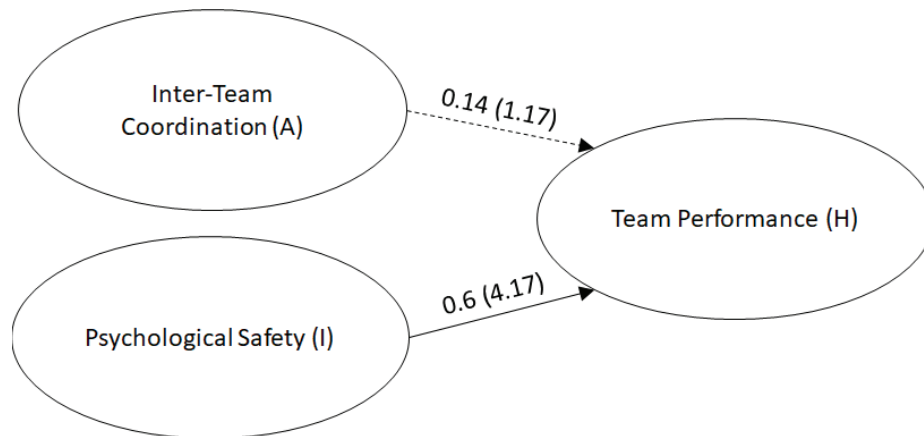 Inter-Team
Coordination (A)
0.14 (1.17)
Team Performance (H)
0.6 (4.17)
Psychological Safety (I)